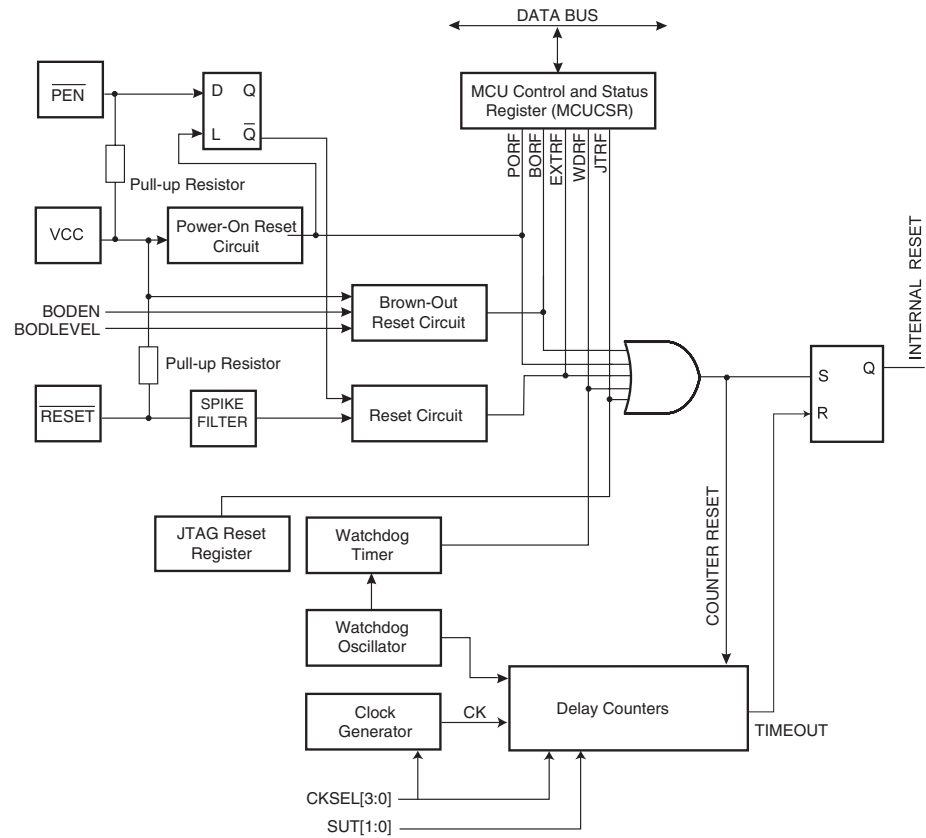 DATA BUS
PEN
D Q
L Q
MCU Control and Status
Register (MCUCSR)
PORF
BORF
EXTRF
WDRF
JTRF
Pull-up Resistor
VCC
Power-On Reset
Circuit
BODEN
BODLEVEL
Brown-Out
Reset Circuit
Pull-up Resistor
RESET
SPIKE
FILTER
Reset Circuit
S Q
R
INTERNAL RESET
JTAG Reset
Register
Watchdog
Timer
COUNTER RESET
Watchdog
Oscillator
Clock
Generator
CK
Delay Counters
TIMEOUT
CKSEL[3:0]
SUT[1:0]